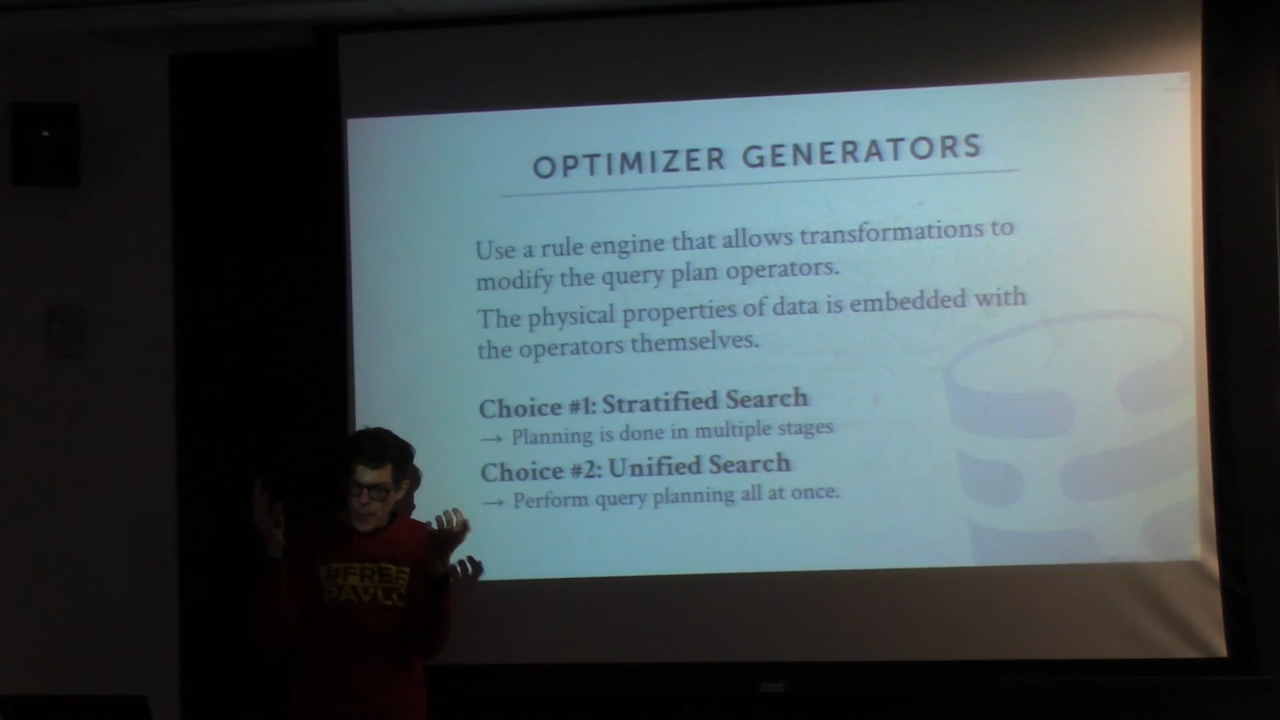 OPTIMIZER GENERATORS
Use a rule engine that allows transformations to
modify the query plan operators.
The physical properties of data is embedded with
the operators themselves.
Choice #1: Stratified Search
→ Planning is done in multiple stages
Choice #2: Unified Search
→ Perform query planning all at once.
#FREE
PAVLO